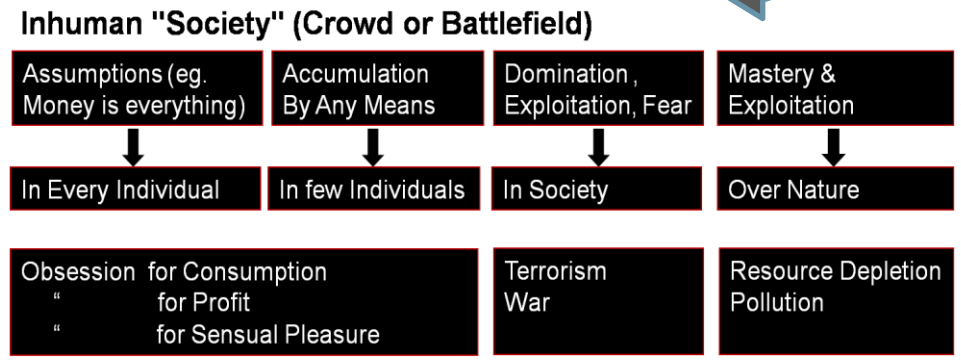 Inhuman "Society" (Crowd or Battlefield)
Assumptions (eg.
Money is everything)
Accumulation
By Any Means
Domination ,
Exploitation, Fear
Mastery &
Exploitation
In Every Individual
In few Individuals
In Society
Over Nature
Obsession for Consumption
“ for Profit
“ for Sensual Pleasure
Terrorism
War
Resource Depletion
Pollution